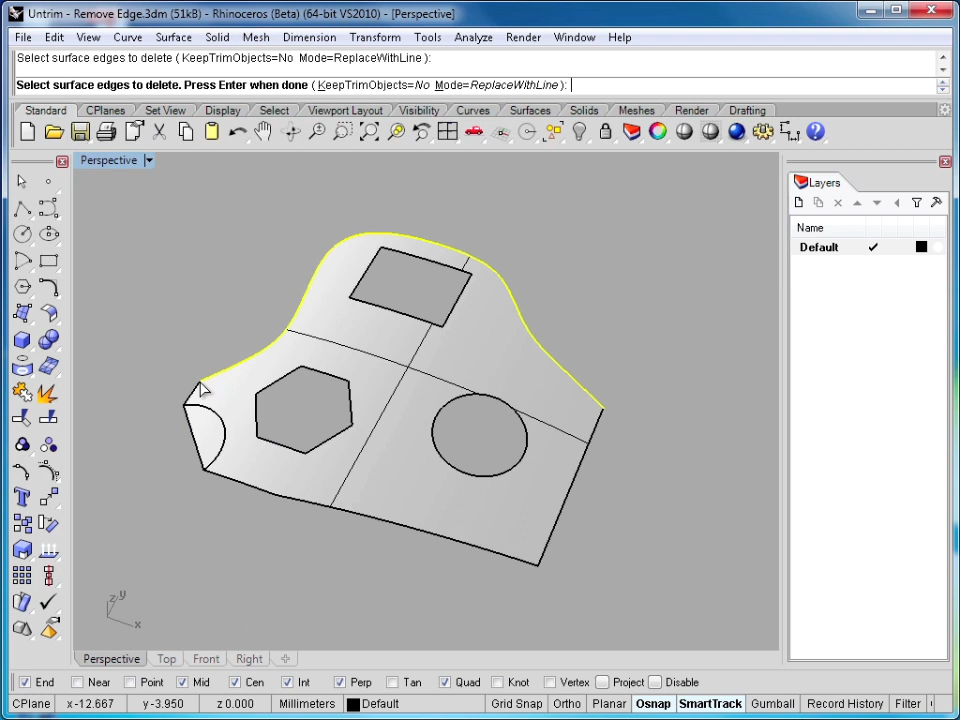 Untrim - Remove Edge.3dm (51kB) - Rhinoceros (Beta) (64-bit VS2010) - [Perspective]
File Edit View Curve Surface Solid Mesh Dimension Transform Tools Analyze Render Window Help
Select surface edges to delete ( KeepTrimObjects=No Mode=ReplaceWithLine ):
Select surface edges to delete. Press Enter when done ( KeepTrimObjects=No Mode=ReplaceWithLine ):
Standard CPlanes Set View Display Select Viewport Layout Visibility Curves Surfaces Solids Meshes Render Drafting
Perspective
Layers
Name
Default
z y
x
Perspective Top Front Right
End Near Point Mid Cen Int Perp Tan Quad Knot Vertex Project Disable
CPlane x -12.667 y -3.950 z 0.000 Millimeters Default Grid Snap Ortho Planar Osnap SmartTrack Gumball Record History Filter